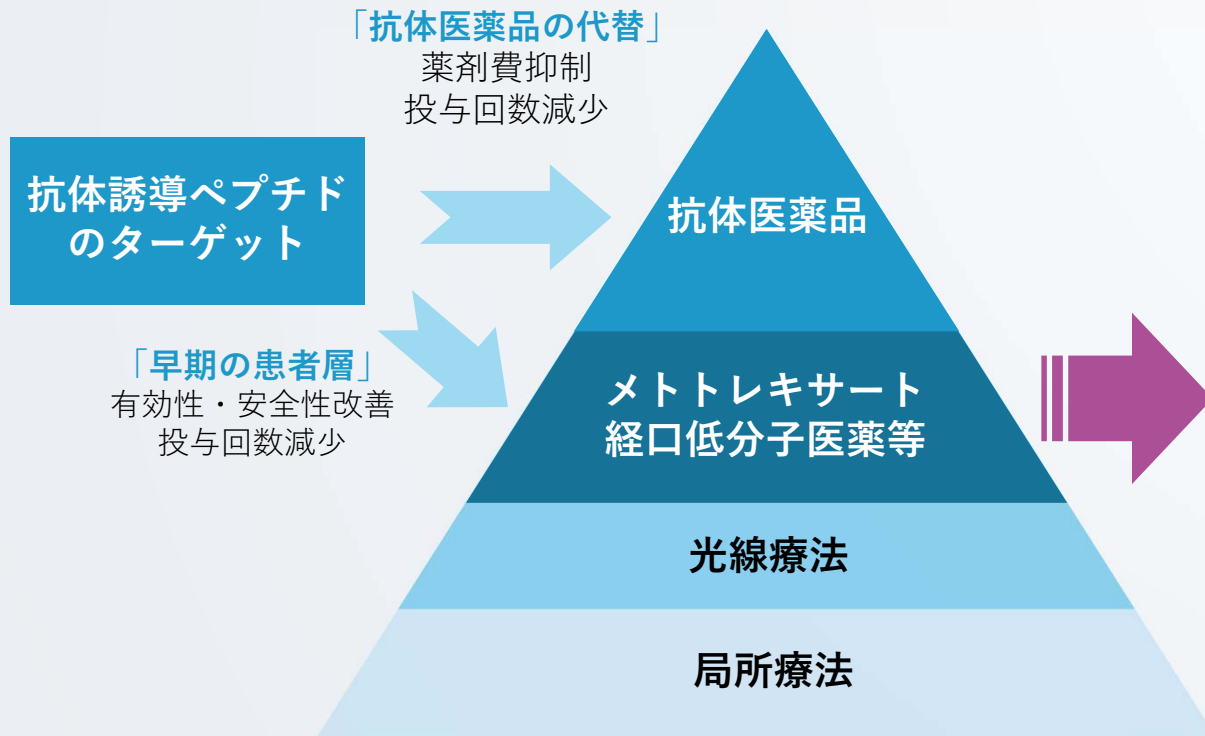 「抗体医薬品の代替」
薬剤費抑制
投与回数減少
抗体誘導ペプチド
のターゲット
「早期の患者層」
有効性・安全性改善
投与回数減少
抗体医薬品
メトトレキサート
経口低分子医薬等
光線療法
局所療法